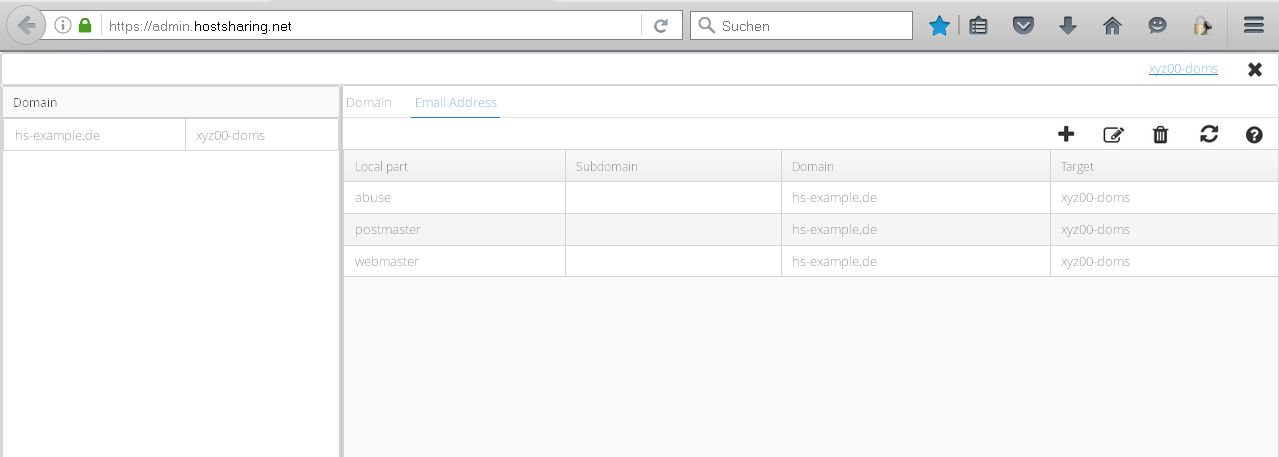 https://admin.hostsharing.net Suchen
xyz00-doms
Domain
hs-example.de xyz00-doms
Domain Email Address
Local part Subdomain Domain Target
abuse hs-example.de xyz00-doms
postmaster hs-example.de xyz00-doms
webmaster hs-example.de xyz00-doms